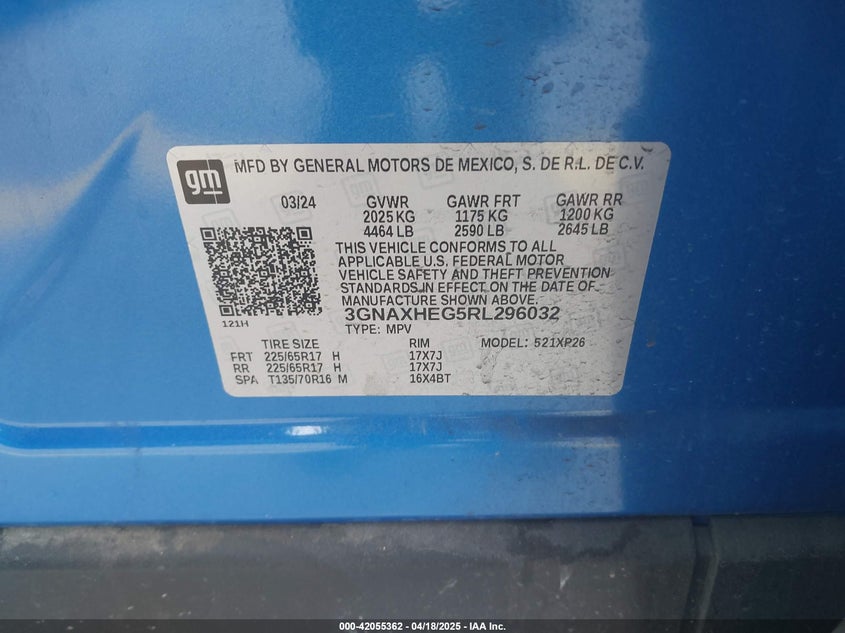 gm
MFD BY GENERAL MOTORS DE MEXICO, S. DE R.L. DE C.V.
03/24 GVWR GAWR FRT GAWR RR
2025 KG 1175 KG 1200 KG
4464 LB 2590 LB 2645 LB
THIS VEHICLE CONFORMS TO ALL
APPLICABLE U.S. FEDERAL MOTOR
VEHICLE SAFETY AND THEFT PREVENTION
STANDARDS IN EFFECT ON THE DATE OF
MANUFACTURE SHOWN ABOVE.
3GNAXHEG5RL296032
121H
TYPE: MPV
TIRE SIZE RIM MODEL: 521XP26
FRT 225/65R17 H 17X7J
RR 225/65R17 H 17X7J
SPA T135/70R16 M 16X4BT
000-42055362 - 04/18/2025 - IAA Inc.